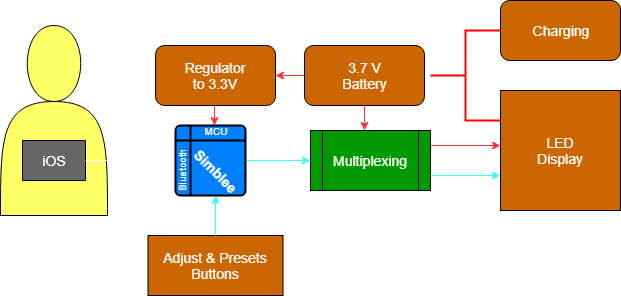 Charging
Regulator
to 3.3V
3.7 V
Battery
MCU
Bluetooth
Simblee
iOS
Multiplexing
LED
Display
Adjust & Presets
Buttons